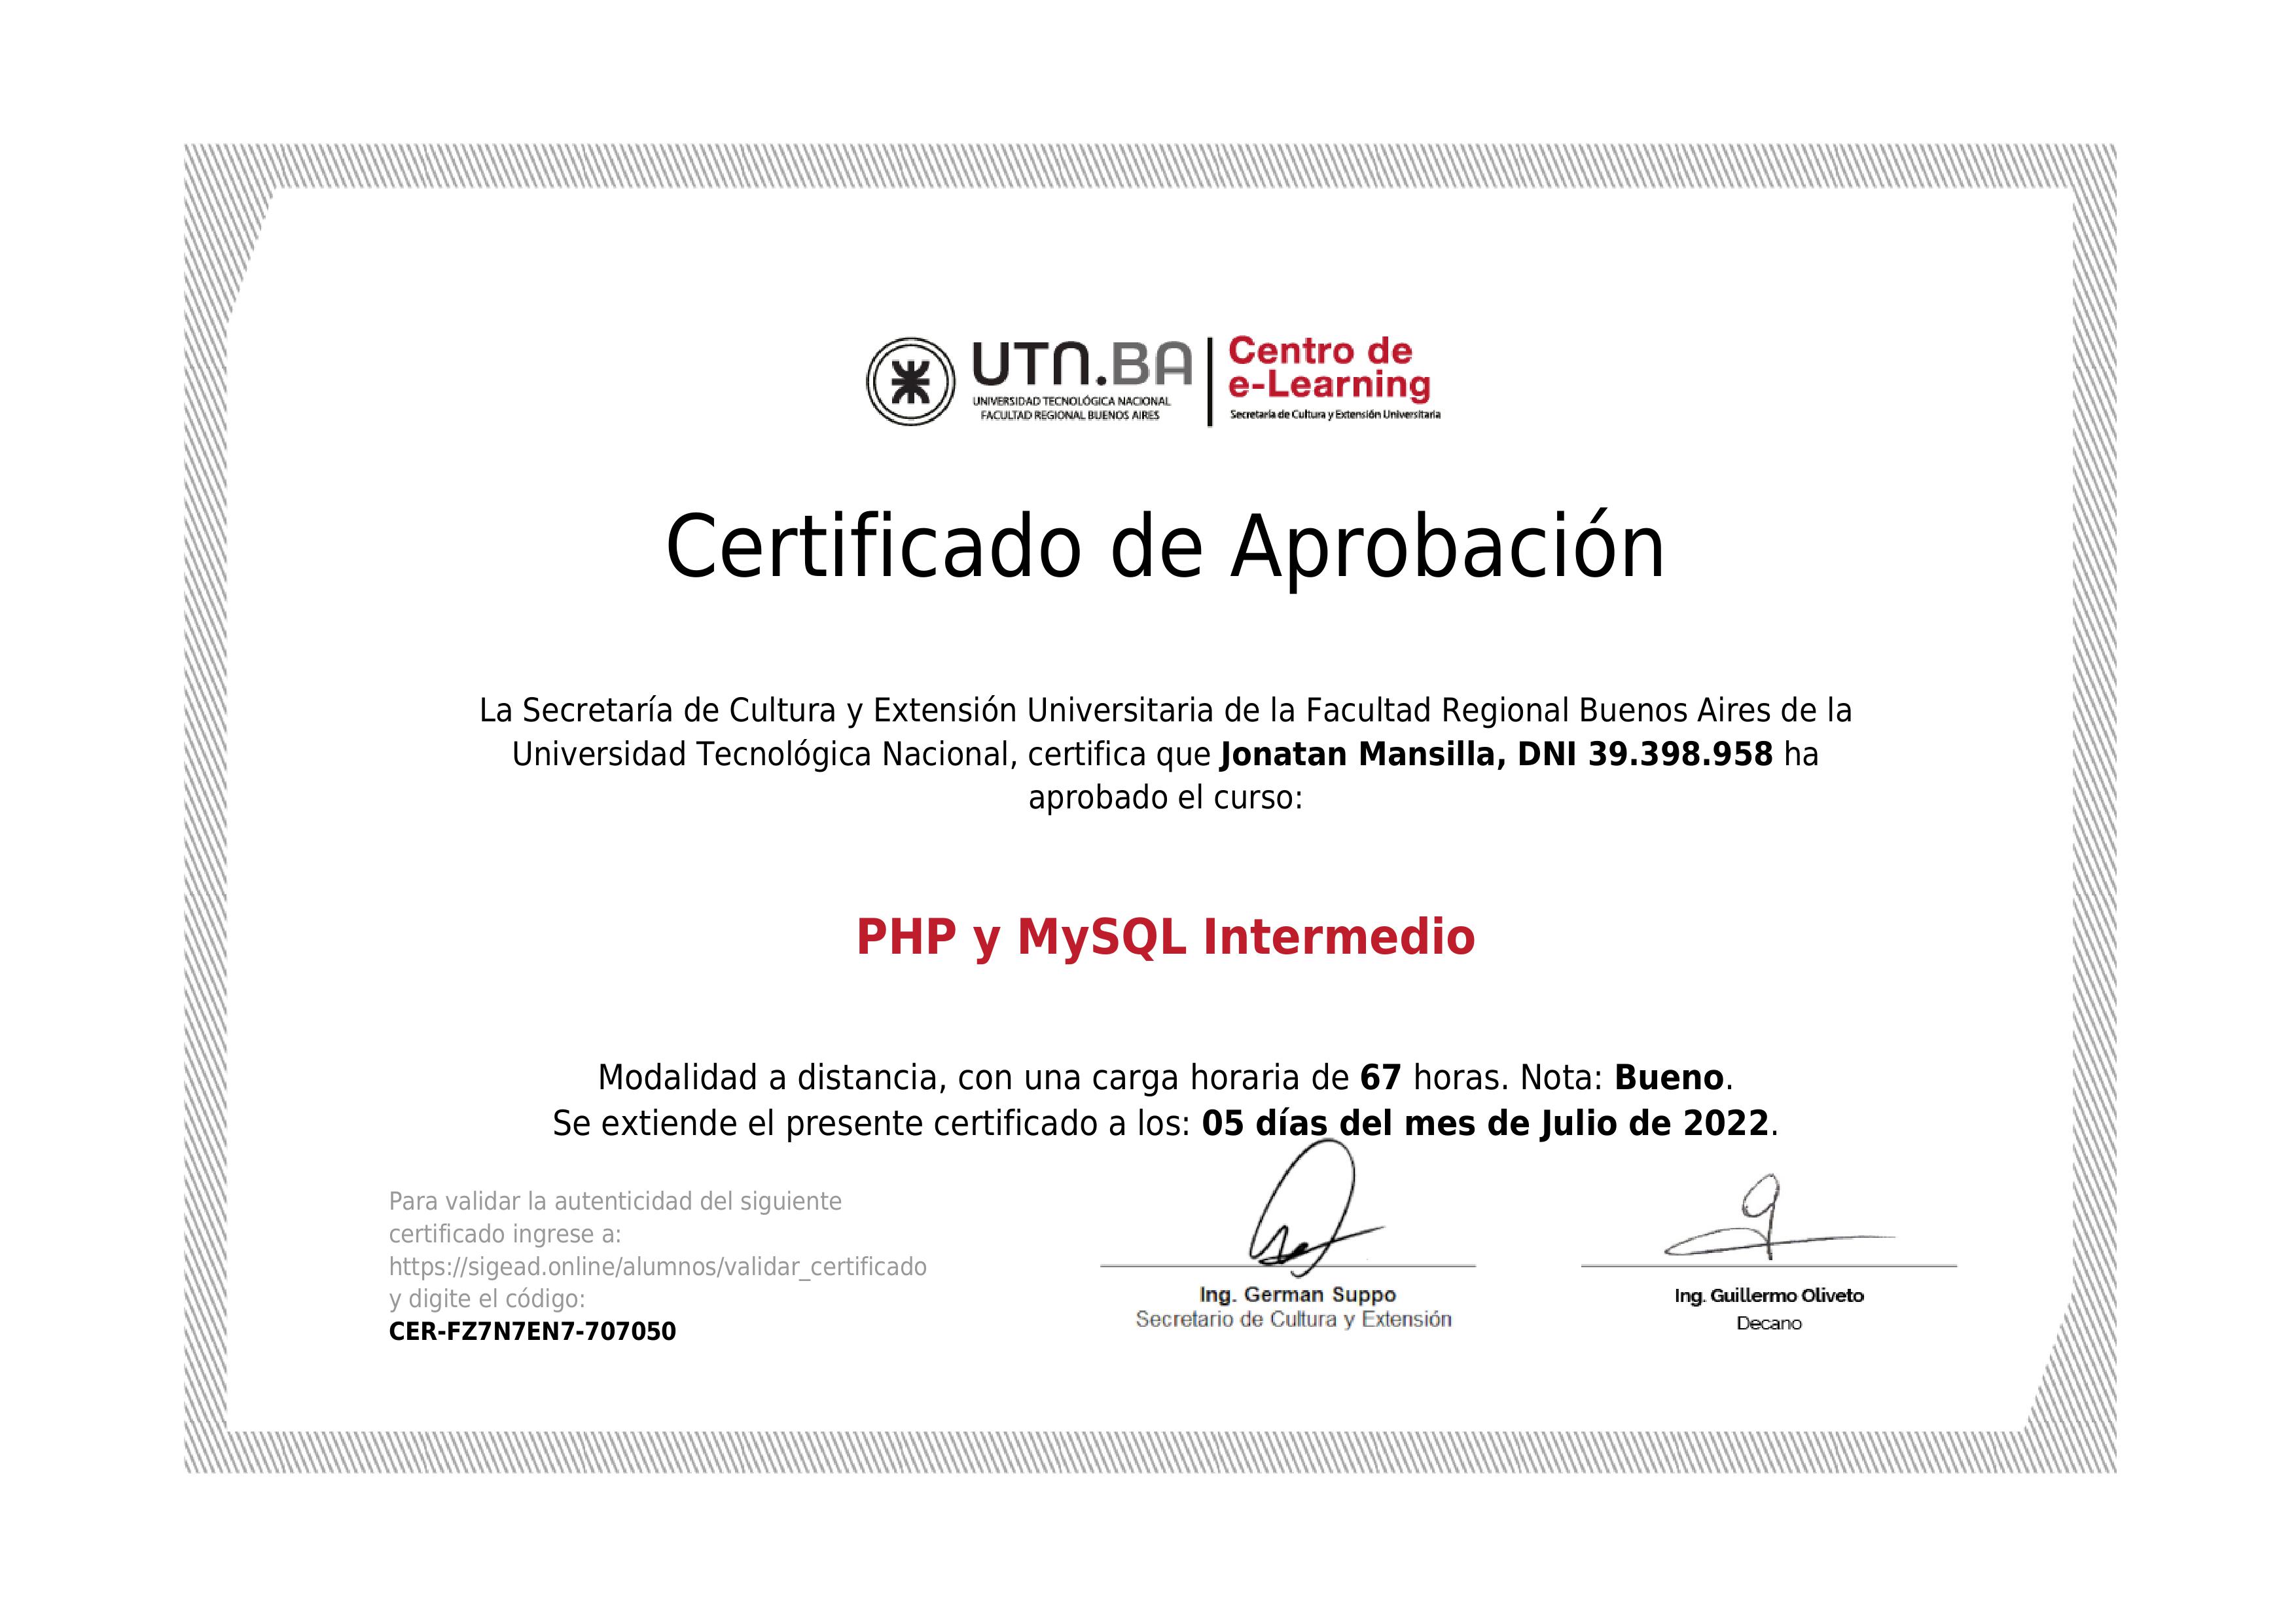 UTN.BA
UNIVERSIDAD TECNOLÓGICA NACIONAL
FACULTAD REGIONAL BUENOS AIRES
Centro de
e-Learning
Secretaría de Cultura y Extensión Universitaria
Certificado de Aprobación
La Secretaría de Cultura y Extensión Universitaria de la Facultad Regional Buenos Aires de la
Universidad Tecnológica Nacional, certifica que Jonatan Mansilla, DNI 39.398.958 ha
aprobado el curso:
PHP y MySQL Intermedio
Modalidad a distancia, con una carga horaria de 67 horas. Nota: Bueno.
Se extiende el presente certificado a los: 05 días del mes de Julio de 2022.
Para validar la autenticidad del siguiente
certificado ingrese a:
https://sigead.online/alumnos/validar_certificado
y digite el código:
CER-FZ7N7EN7-707050
Ing. German Suppo
Secretario de Cultura y Extensión
Ing. Guillermo Oliveto
Decano